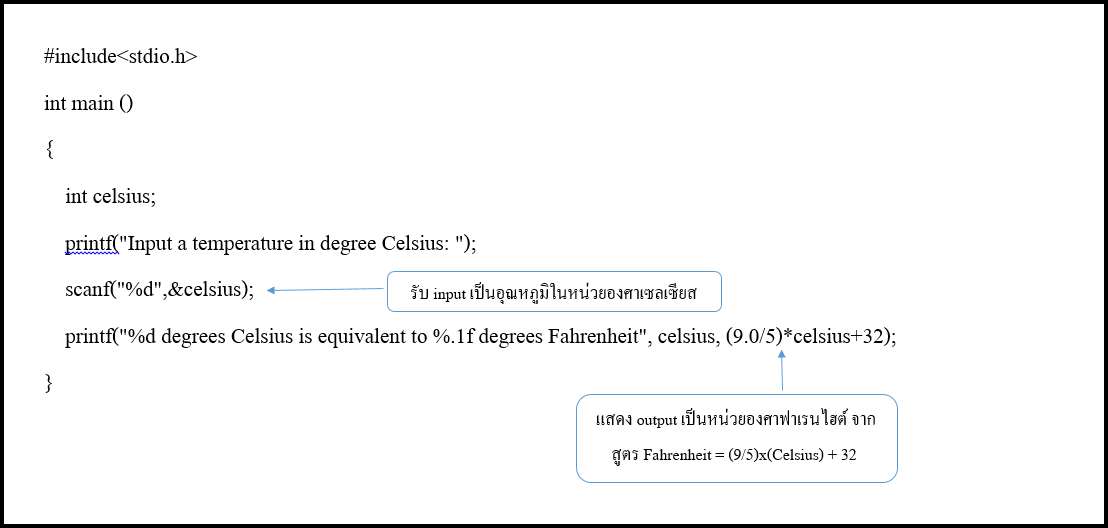 #include<stdio.h>
int main ()
{
int celsius;
printf("Input a temperature in degree Celsius: ");
scanf("%d",&celsius);
รับ input เป็นอุณหภูมิในหน่วยองศาเซลเซียส
printf("%d degrees Celsius is equivalent to %.1f degrees Fahrenheit", celsius, (9.0/5)*celsius+32);
}
แสดง output เป็นหน่วยองศาฟาเรนไฮต์ จาก
สูตร Fahrenheit = (9/5)x(Celsius) + 32